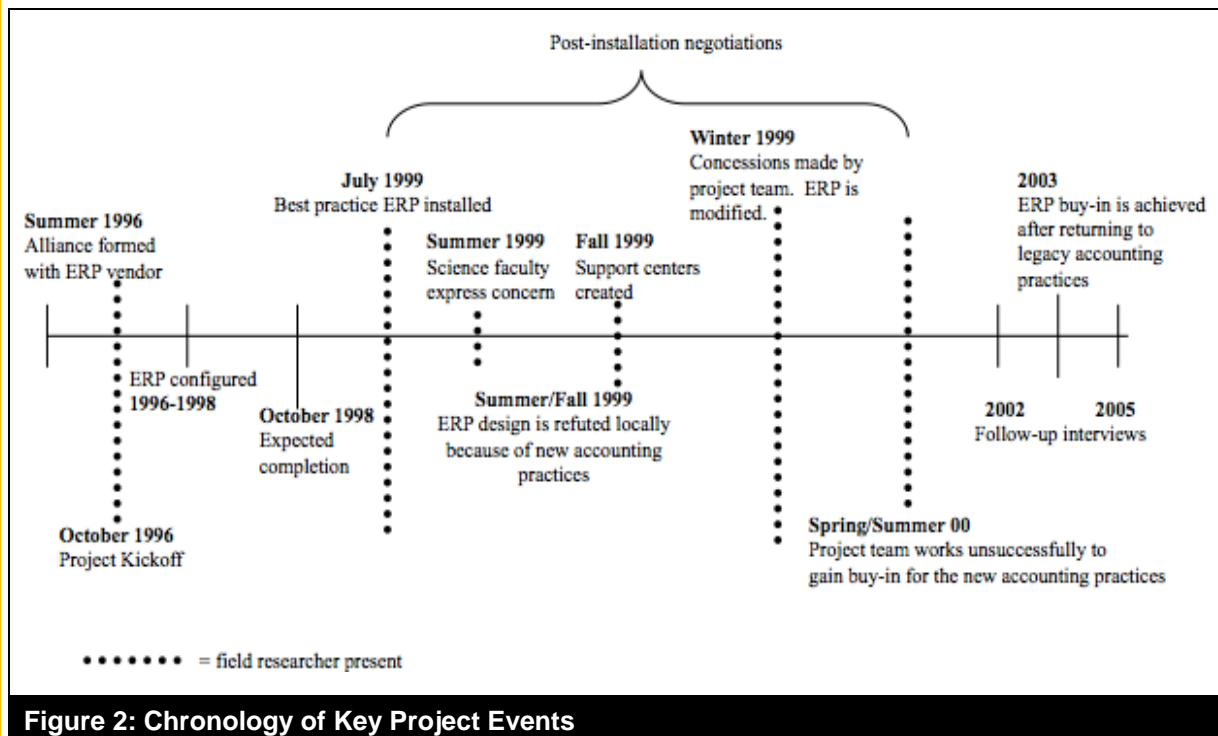 Post-installation negotiations
Winter 1999
Concessions made by
project team.  ERP is
modified.
July 1999
Best practice ERP installed
2003
ERP buy-in is achieved
after returning to
legacy accounting
practices
Summer 1996
Alliance formed
with ERP vendor
Summer 1999
Science faculty
express concern
Fall 1999
Support centers
created
ERP configured
1996-1998
October 1998
Expected
completion
Summer/Fall 1999
ERP design is refuted locally
because of new accounting
practices
2002
2005
Follow-up interviews
October 1996
Project Kickoff
Spring/Summer 00
Project team works unsuccessfully to
gain buy-in for the new accounting practices
= field researcher present
Figure 2: Chronology of Key Project Events